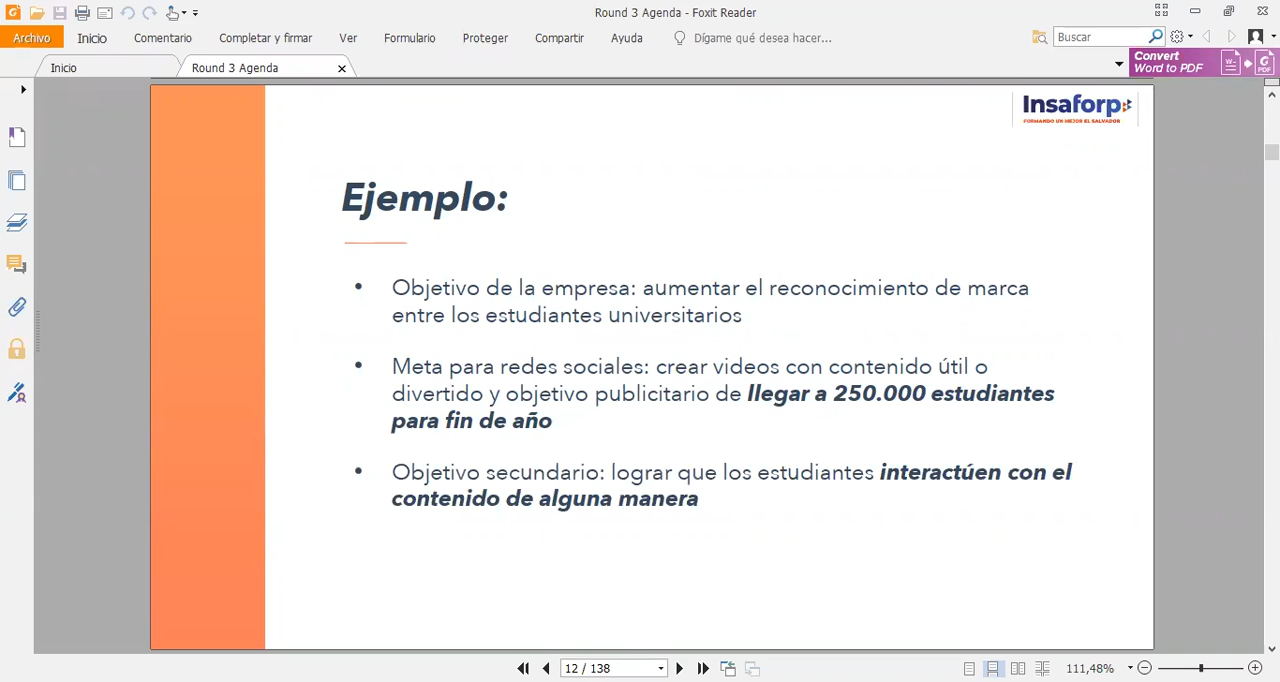 Round 3 Agenda - Foxit Reader
Archivo Inicio Comentario Completar y firmar Ver Formulario Proteger Compartir Ayuda Dígame qué desea hacer... Buscar
Inicio Round 3 Agenda
Convert
Word to PDF
W
PDF
Insaforp
FORMANDO UN MEJOR EL SALVADOR
Ejemplo:
• Objetivo de la empresa: aumentar el reconocimiento de marca
entre los estudiantes universitarios
• Meta para redes sociales: crear videos con contenido útil o
divertido y objetivo publicitario de llegar a 250.000 estudiantes
para fin de año
• Objetivo secundario: lograr que los estudiantes interactúen con el
contenido de alguna manera
12 / 138
111,48%